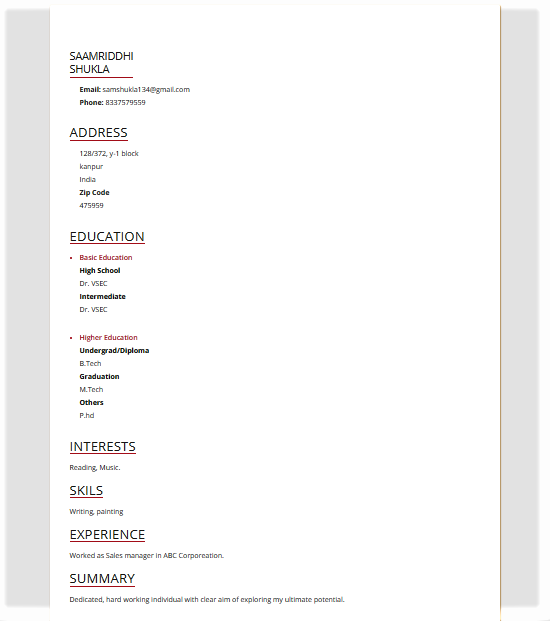 SAAMRIDDHI
SHUKLA
Email: samshukla134@gmail.com
Phone: 8337579559
ADDRESS
128/372, y-1 block
kanpur
India
Zip Code
475959
EDUCATION
• Basic Education
High School
Dr. VSEC
Intermediate
Dr. VSEC
• Higher Education
Undergrad/Diploma
B.Tech
Graduation
M.Tech
Others
P.hd
INTERESTS
Reading, Music.
SKILS
Writing, painting
EXPERIENCE
Worked as Sales manager in ABC Corporeation.
SUMMARY
Dedicated, hard working individual with clear aim of exploring my ultimate potential.